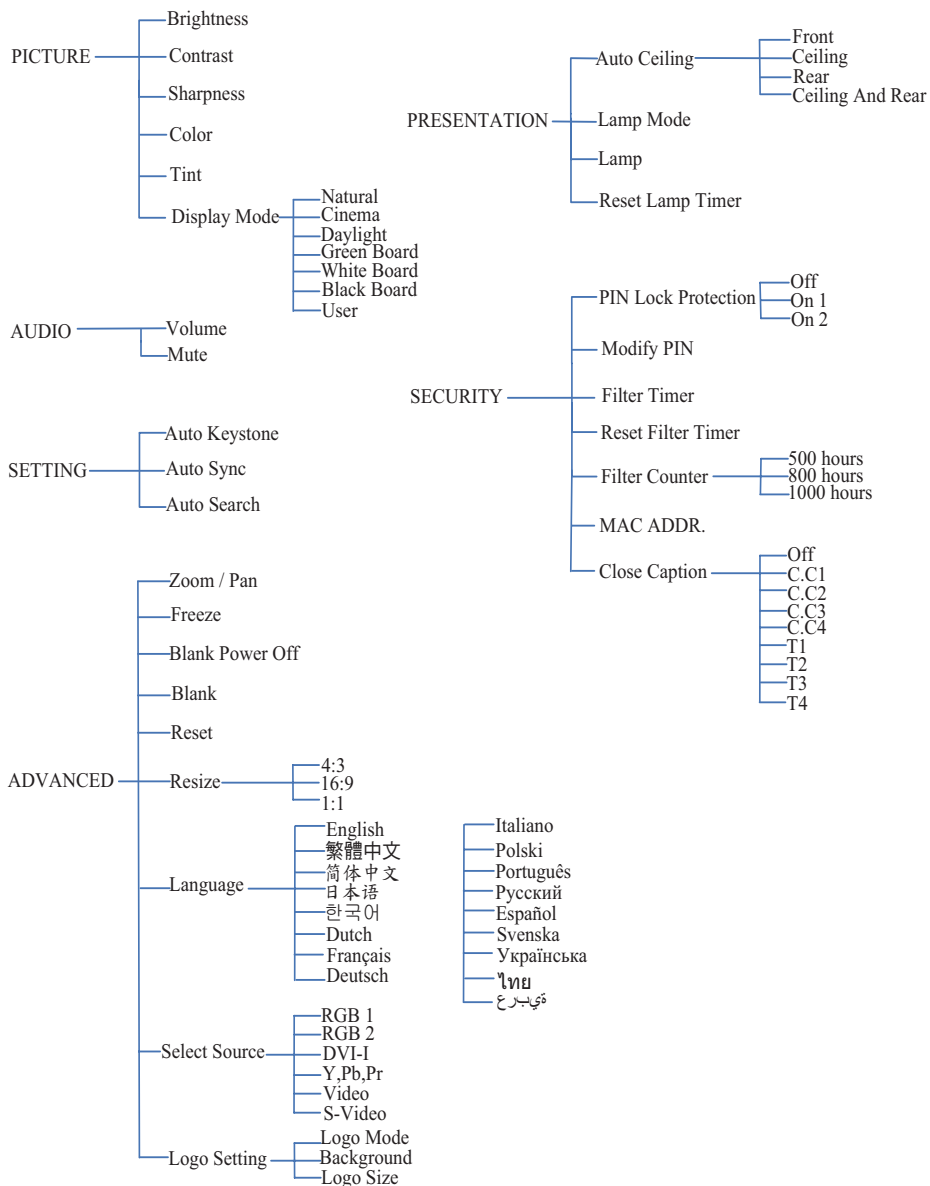 PICTURE
Brightness
Contrast
Sharpness
Color
Tint
Display Mode
Natural
Cinema
Daylight
Green Board
White Board
Black Board
User
AUDIO
Volume
Mute
SETTING
Auto Keystone
Auto Sync
Auto Search
ADVANCED
Zoom / Pan
Freeze
Blank Power Off
Blank
Reset
Resize
4:3
16:9
1:1
Language
English
繁體中文
简体中文
日本语
한국어
Dutch
Français
Deutsch
Italiano
Polski
Português
Русский
Español
Svenska
Українська
ไทย
ةيبرع
Select Source
RGB 1
RGB 2
DVI-I
Y,Pb,Pr
Video
S-Video
Logo Setting
Logo Mode
Background
Logo Size
PRESENTATION
Auto Ceiling
Front
Ceiling
Rear
Ceiling And Rear
Lamp Mode
Lamp
Reset Lamp Timer
SECURITY
PIN Lock Protection
Off
On 1
On 2
Modify PIN
Filter Timer
Reset Filter Timer
Filter Counter
500 hours
800 hours
1000 hours
MAC ADDR.
Close Caption
Off
C.C1
C.C2
C.C3
C.C4
T1
T2
T3
T4